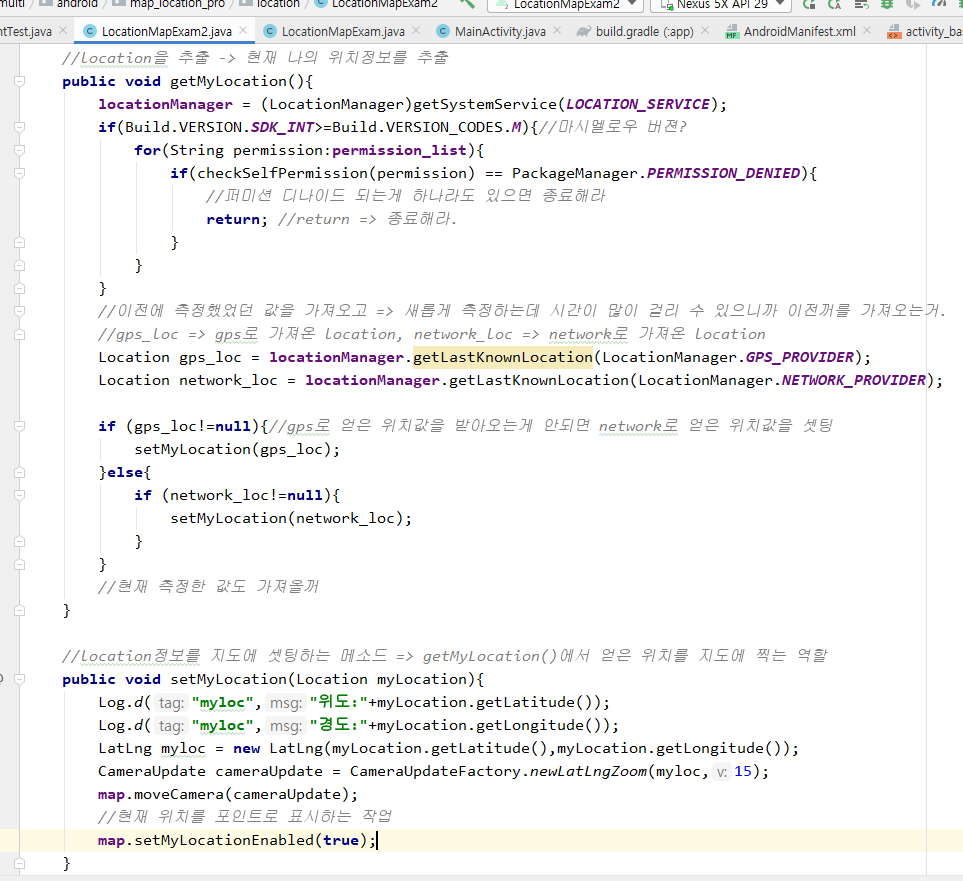 multi android map_location_pro location LocationMapExam2 LocationMapExam2 Nexus 5X API 29
ntTest.java LocationMapExam2.java LocationMapExam.java MainActivity.java build.gradle (:app) AndroidManifest.xml activity_ba
//location을 추출 -> 현재 나의 위치정보를 추출
public void getMyLocation(){
locationManager = (LocationManager)getSystemService(LOCATION_SERVICE);
if(Build.VERSION.SDK_INT>=Build.VERSION_CODES.M){//마시멜로우 버젼?
for(String permission:permission_list){
if(checkSelfPermission(permission) == PackageManager.PERMISSION_DENIED){
//퍼미션 디나이드 되는게 하나라도 있으면 종료해라
return; //return => 종료해라.
}
}
}
//이전에 측정했었던 값을 가져오고 => 새롭게 측정하는데 시간이 많이 걸리 수 있으니까 이전꺼를 가져오는거.
//gps_loc => gps로 가져온 location, network_loc => network로 가져온 location
Location gps_loc = locationManager.getLastKnownLocation(LocationManager.GPS_PROVIDER);
Location network_loc = locationManager.getLastKnownLocation(LocationManager.NETWORK_PROVIDER);
if (gps_loc!=null){//gps로 얻은 위치값을 받아오는게 안되면 network로 얻은 위치값을 셋팅
setMyLocation(gps_loc);
}else{
if (network_loc!=null){
setMyLocation(network_loc);
}
}
//현재 측정한 값도 가져올꺼
}
//location정보를 지도에 셋팅하는 메소드 => getMyLocation()에서 얻은 위치를 지도에 찍는 역할
public void setMyLocation(Location myLocation){
Log.d( tag: "myloc", msg: "위도:"+myLocation.getLatitude());
Log.d( tag: "myloc", msg: "경도:"+myLocation.getLongitude());
LatLng myloc = new LatLng(myLocation.getLatitude(),myLocation.getLongitude());
CameraUpdate cameraUpdate = CameraUpdateFactory.newLatLngZoom(myloc, v: 15);
map.moveCamera(cameraUpdate);
//현재 위치를 포인트로 표시하는 작업
map.setMyLocationEnabled(true);
}